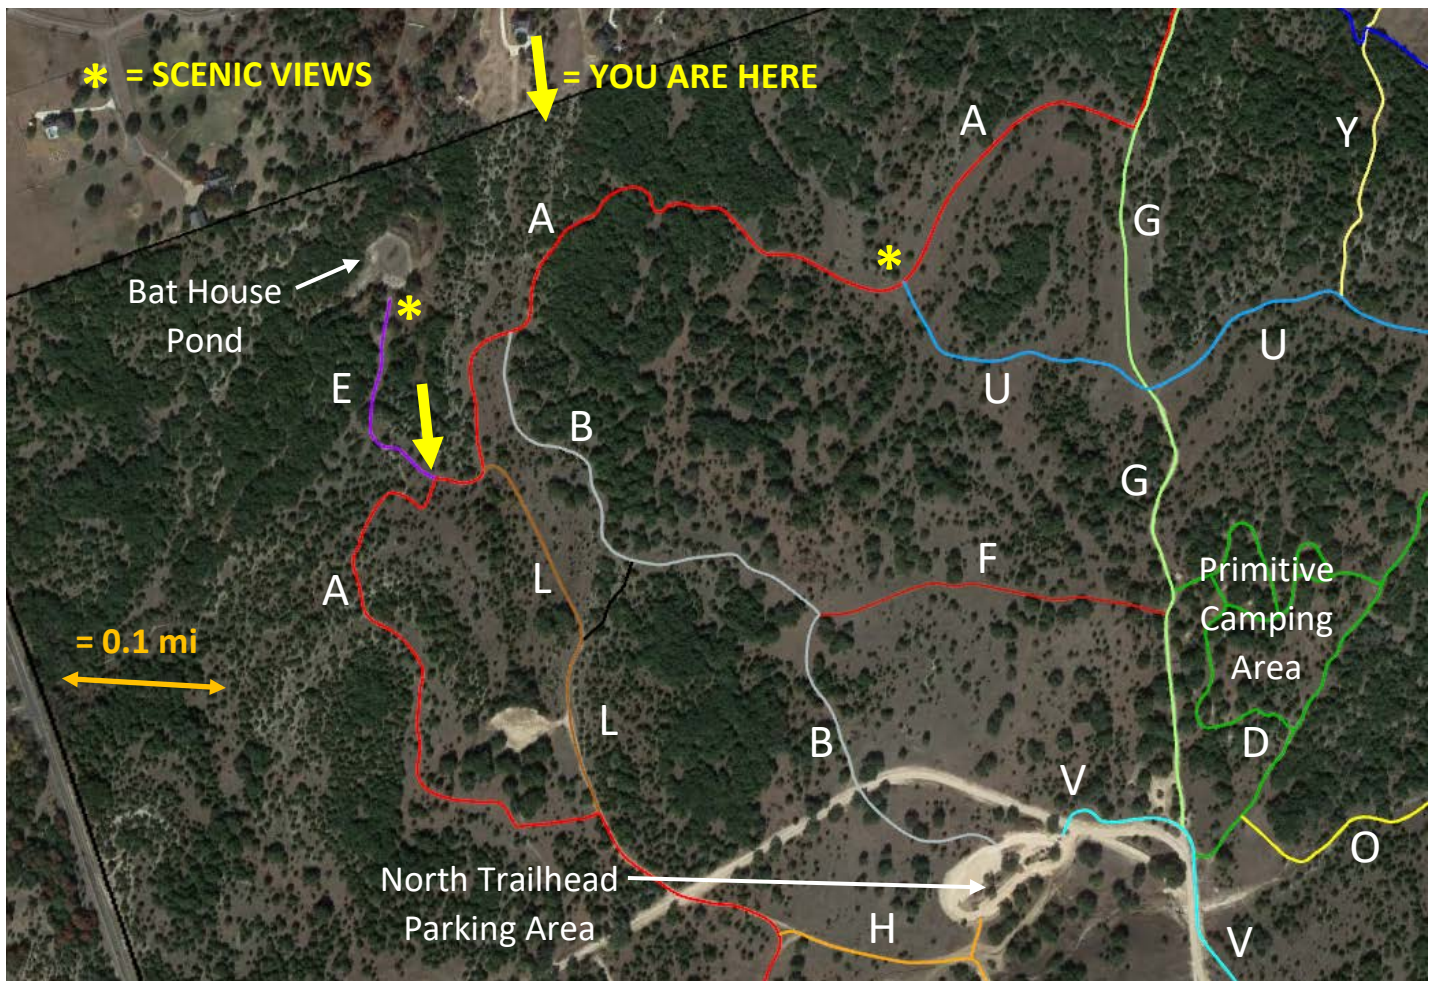 * = SCENIC VIEWS
= YOU ARE HERE
A
Y
A
G
*
Bat House
Pond
*
E
U
U
B
G
L
F
Primitive
Camping
Area
A
= 0.1 mi
L
B
D
V
O
North Trailhead
Parking Area
H
V